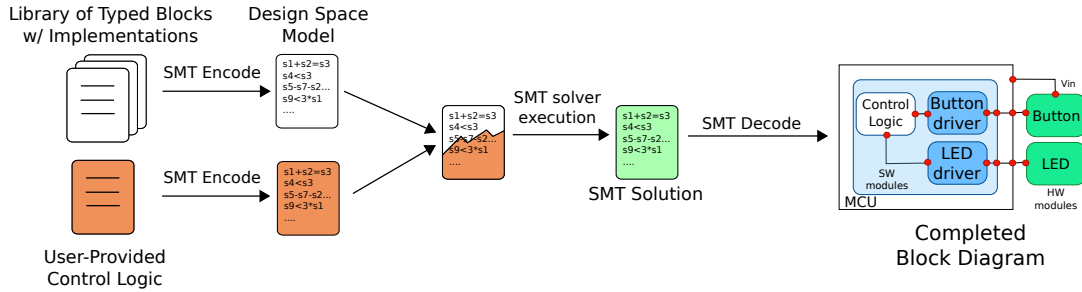 Library of Typed Blocks
w/ Implementations
Design Space
Model
SMT Encode
s1+s2=s3
s4<s3
s5-s7-s2...
s9<3*s1
....
SMT Encode
s1+s2=s3
s4<s3
s5-s7-s2...
s9<3*s1
....
User-Provided
Control Logic
s1+s2=s3
s4<s3
s5-s7-s2...
s9<3*s1
....
SMT solver
execution
s1+s2=s3
s4<s3
s5-s7-s2...
s9<3*s1
....
SMT Solution
SMT Decode
Control
Logic
Button
driver
LED
driver
SW
modules
MCU
Vin
Button
LED
HW
modules
Completed
Block Diagram